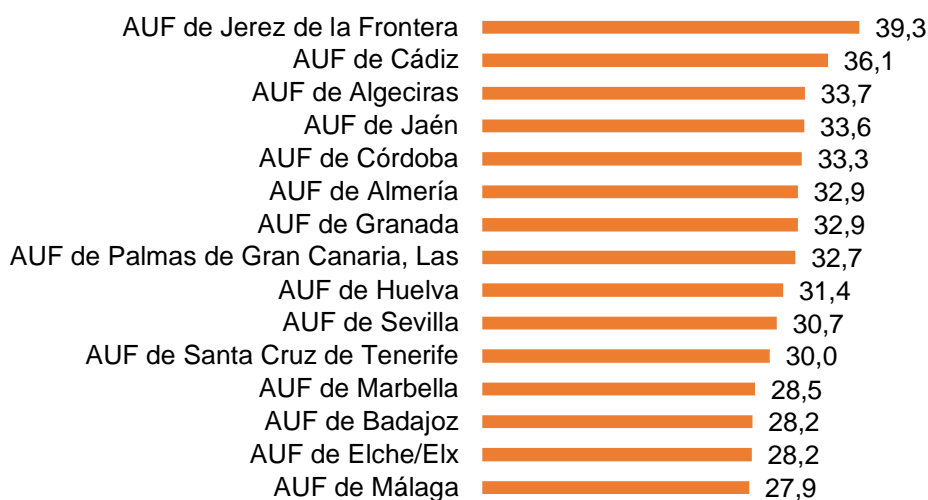 AUF de Jerez de la Frontera 39,3
AUF de Cádiz 36,1
AUF de Algeciras 33,7
AUF de Jaén 33,6
AUF de Córdoba 33,3
AUF de Almería 32,9
AUF de Granada 32,9
AUF de Palmas de Gran Canaria, Las 32,7
AUF de Huelva 31,4
AUF de Sevilla 30,7
AUF de Santa Cruz de Tenerife 30,0
AUF de Marbella 28,5
AUF de Badajoz 28,2
AUF de Elche/Elx 28,2
AUF de Málaga 27,9